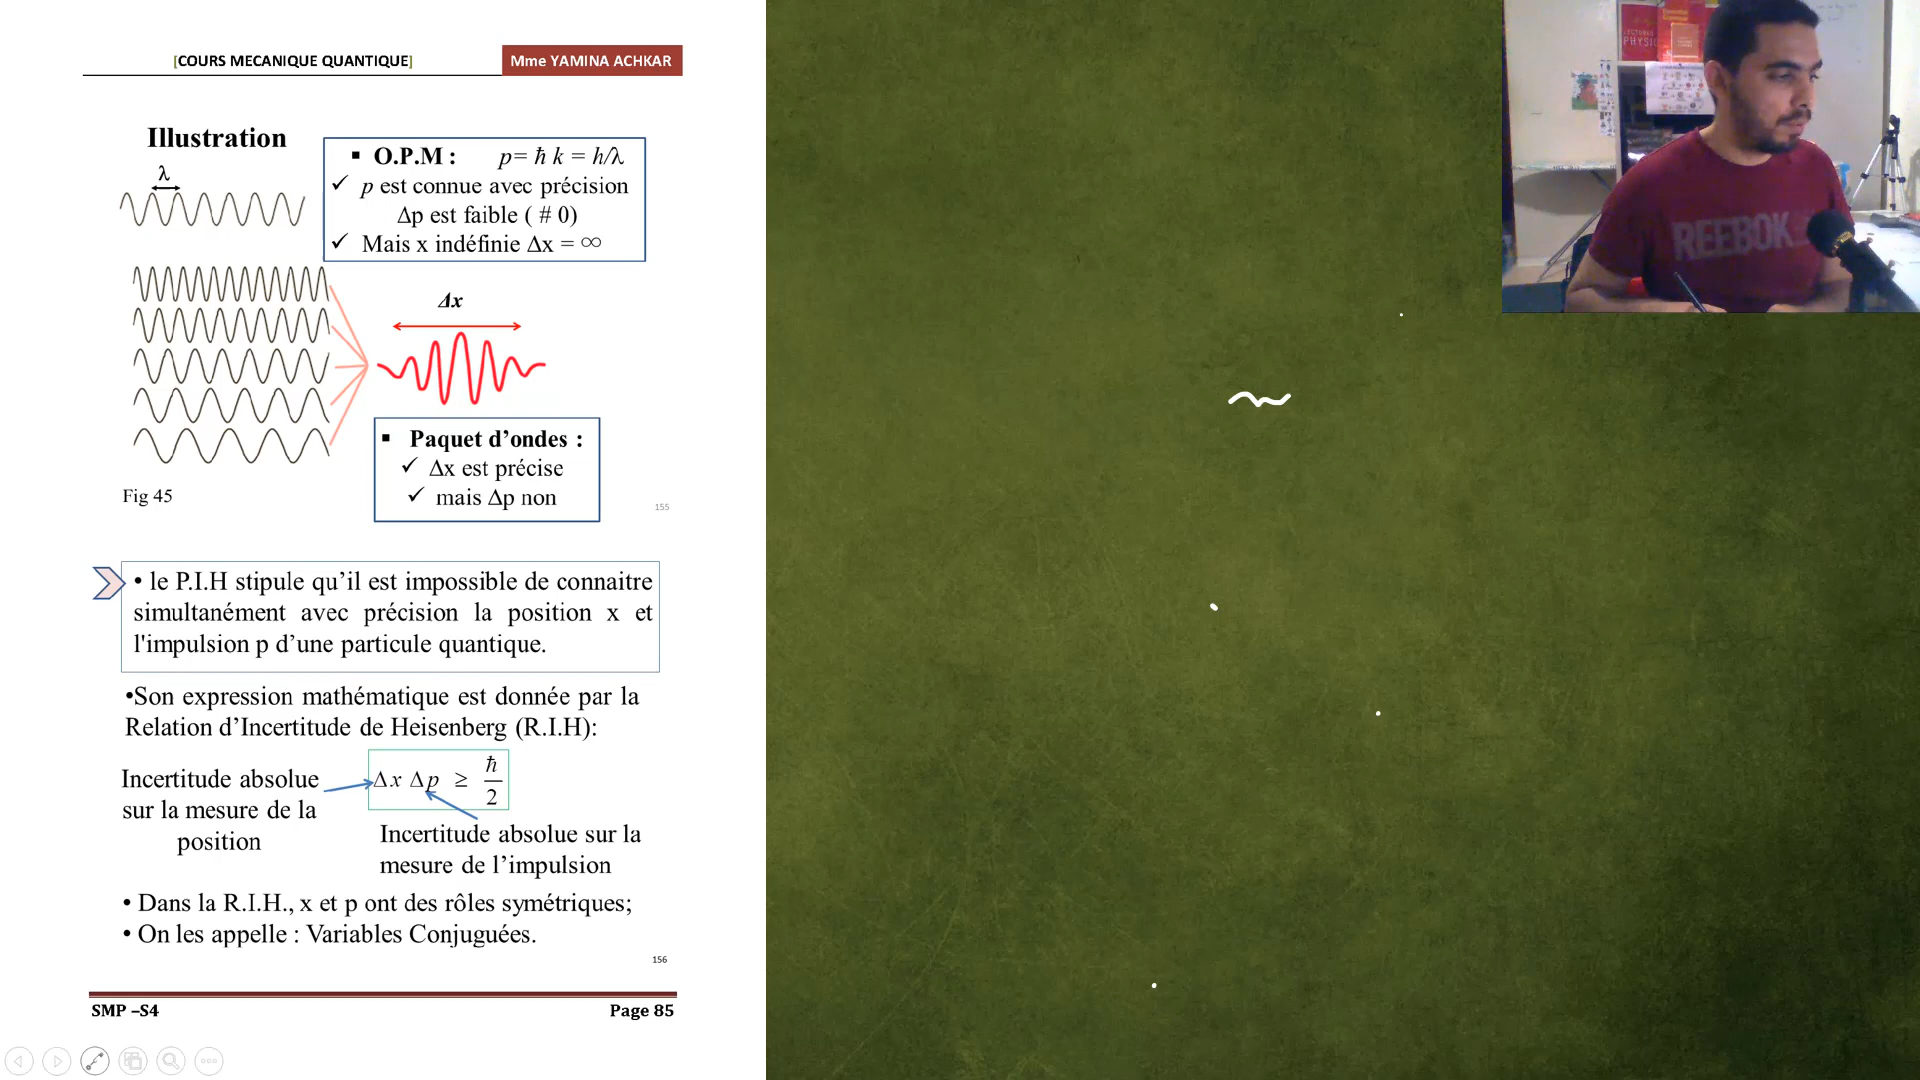 [COURS MECANIQUE QUANTIQUE]
Mme YAMINA ACHKAR
Illustration
λ
▪ O.P.M : p= ℏ k = h/λ
✓ p est connue avec précision
Δp est faible ( # 0)
✓ Mais x indéfinie Δx = ∞
Δx
▪ Paquet d’ondes :
✓ Δx est précise
✓ mais Δp non
Fig 45
155
• le P.I.H stipule qu’il est impossible de connaitre
simultanément avec précision la position x et
l'impulsion p d’une particule quantique.
•Son expression mathématique est donnée par la
Relation d’Incertitude de Heisenberg (R.I.H):
Incertitude absolue
sur la mesure de la
position
Δx Δp ≥ ℏ/2
Incertitude absolue sur la
mesure de l’impulsion
• Dans la R.I.H., x et p ont des rôles symétriques;
• On les appelle : Variables Conjuguées.
156
SMP –S4
Page 85
REEBOK